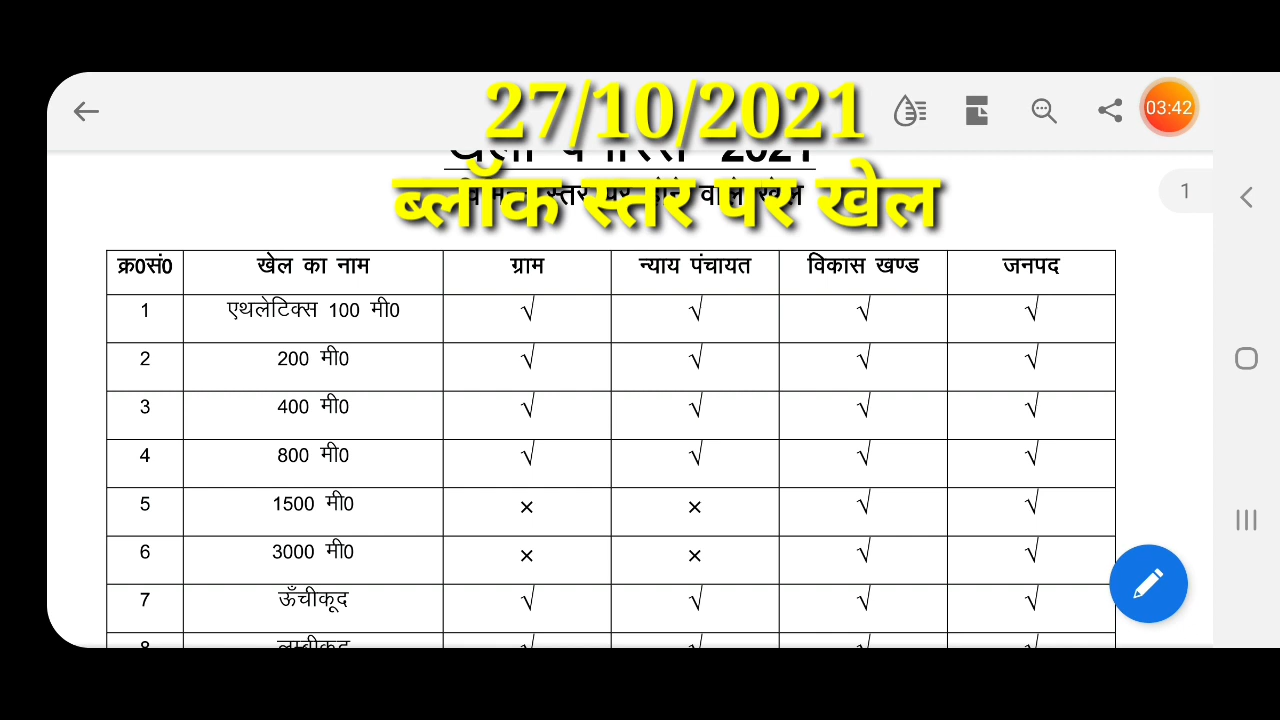 27/10/2021
03:42
2021
ब्लॉक स्तर पर खेल
स्तर पर होने वाले खेल
1
क्र0सं0 खेल का नाम ग्राम न्याय पंचायत विकास खण्ड जनपद
1 एथलेटिक्स 100 मी0 √ √ √ √
2 200 मी0 √ √ √ √
3 400 मी0 √ √ √ √
4 800 मी0 √ √ √ √
5 1500 मी0 × × √ √
6 3000 मी0 × × √ √
7 ऊँचीकूद √ √ √ √
8 लम्बीकूद √ √ √ √